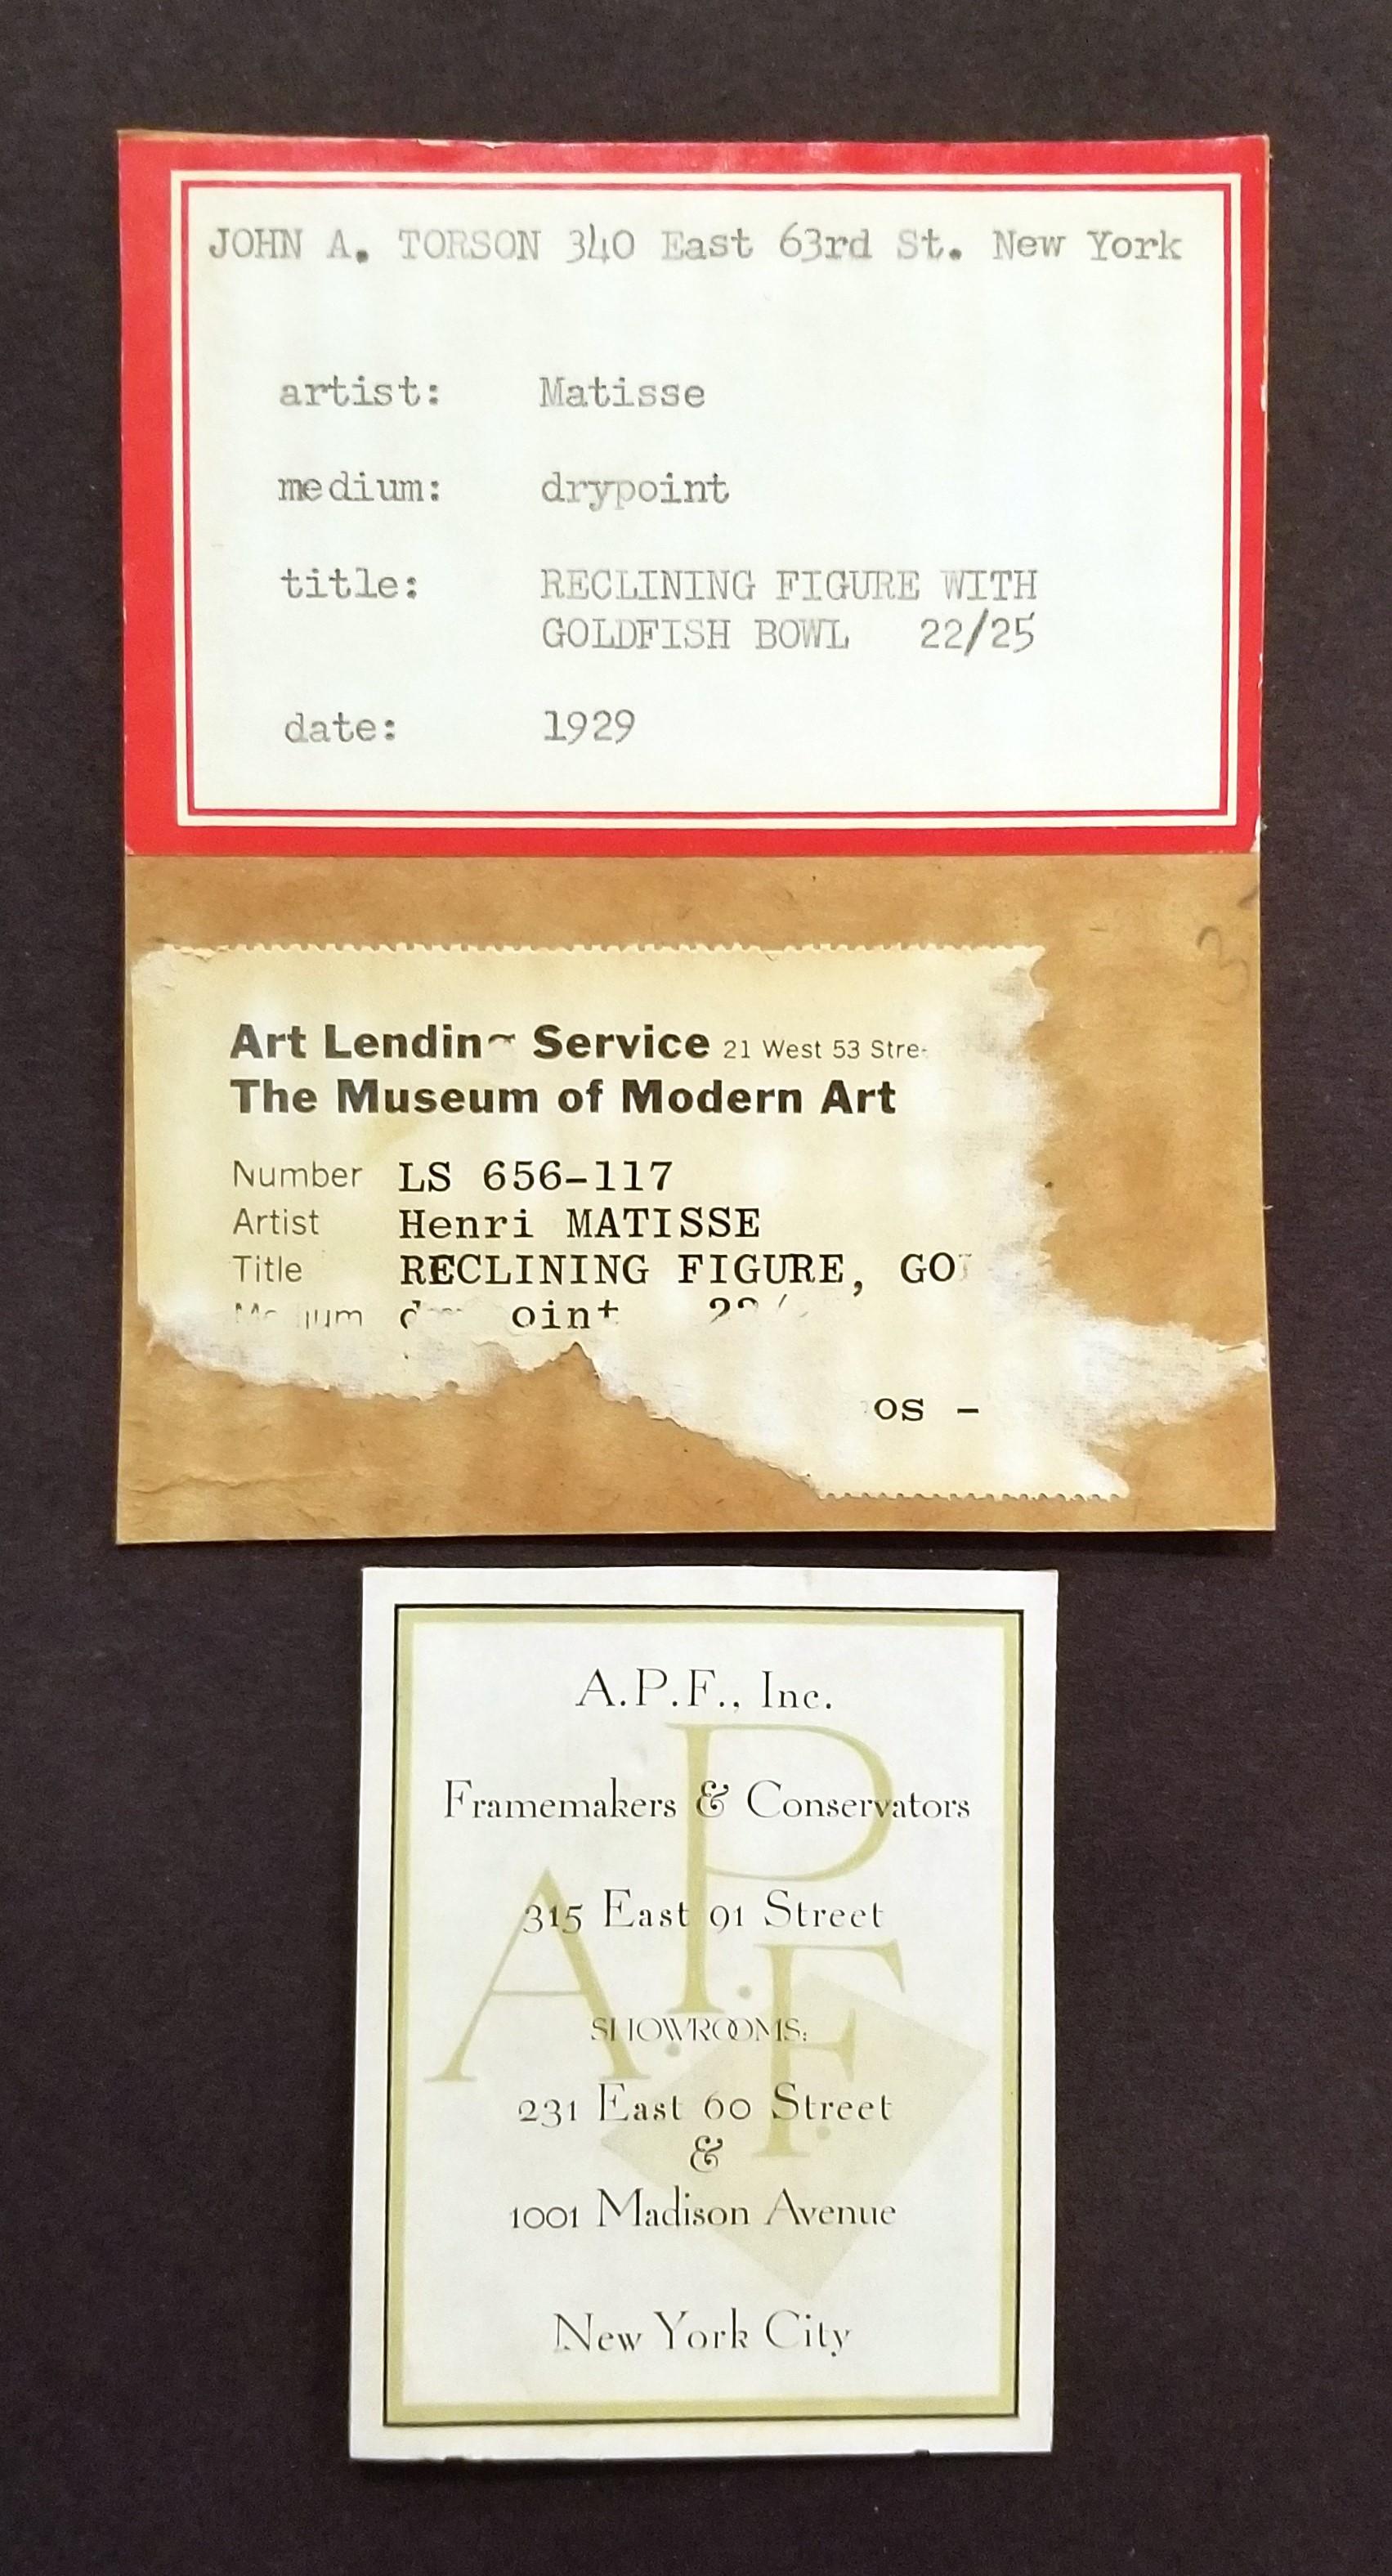 JOHN A. TORSON 340 East 63rd St. New York
artist: Matisse
medium: drypoint
title: RECLINING FIGURE WITH
GOLDFISH BOWL 22/25
date: 1929
3
Art Service 21 West 53
The Museum of Modern Art
Number LS 656-117
Artist Henri MATISSE
Title RECLINING FIGURE, GO
os -
A.P.F., Inc.
Framemakers & Conservators
315 East 91 Street
SHOWROOMS:
231 East 60 Street
&
1001 Madison Avenue
New York City
A.P.F.